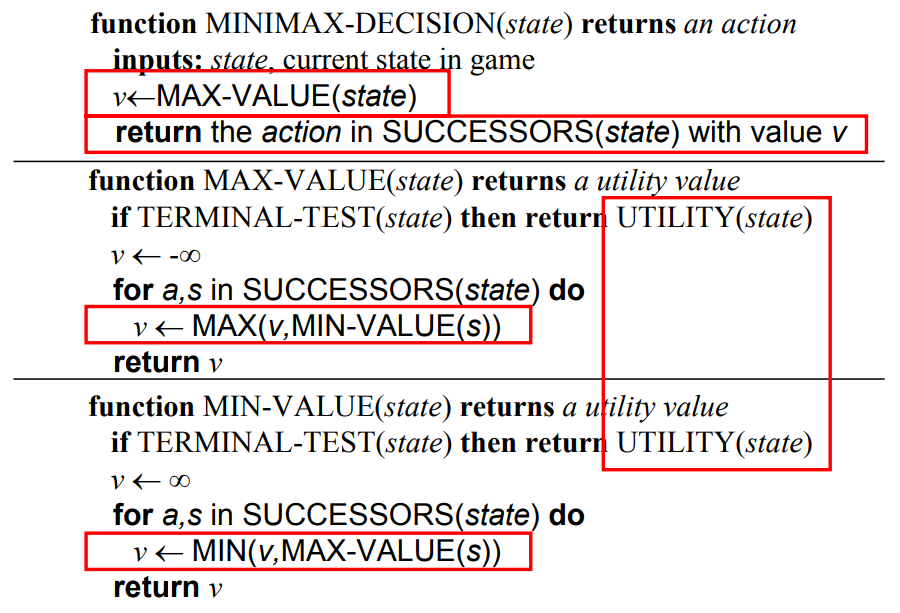 function MINIMAX-DECISION(state) returns an action
inputs: state, current state in game
v←MAX-VALUE(state)
return the action in SUCCESSORS(state) with value v
function MAX-VALUE(state) returns a utility value
if TERMINAL-TEST(state) then return UTILITY(state)
v ← -∞
for a,s in SUCCESSORS(state) do
v ← MAX(v,MIN-VALUE(s))
return v
function MIN-VALUE(state) returns a utility value
if TERMINAL-TEST(state) then return UTILITY(state)
v ← ∞
for a,s in SUCCESSORS(state) do
v ← MIN(v,MAX-VALUE(s))
return v